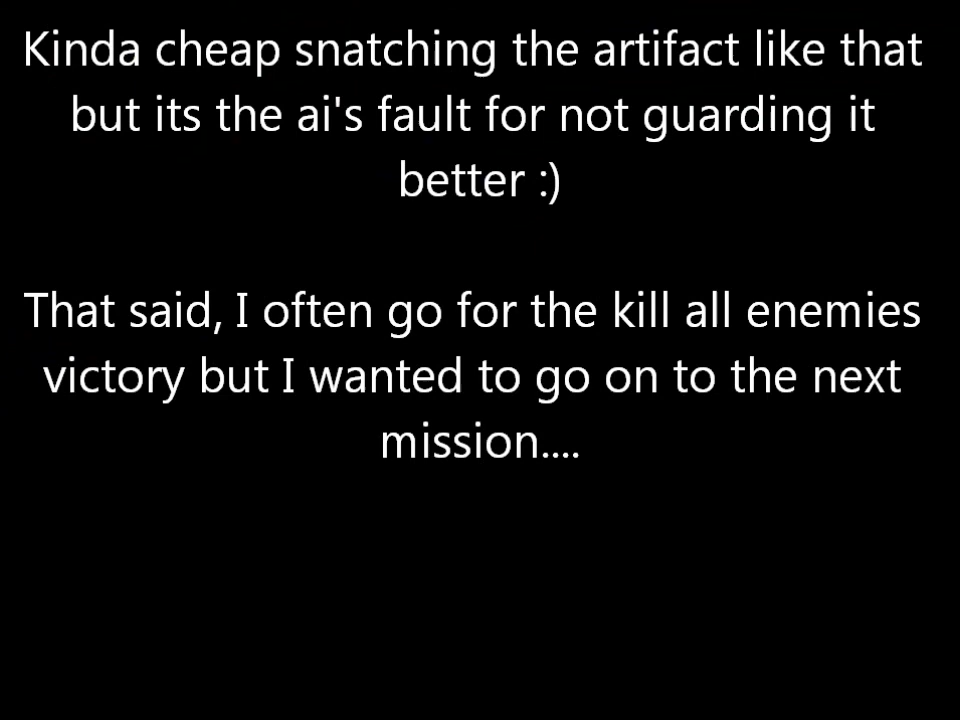 Kinda cheap snatching the artifact like that
but its the ai's fault for not guarding it
better :)
That said, I often go for the kill all enemies
victory but I wanted to go on to the next
mission....